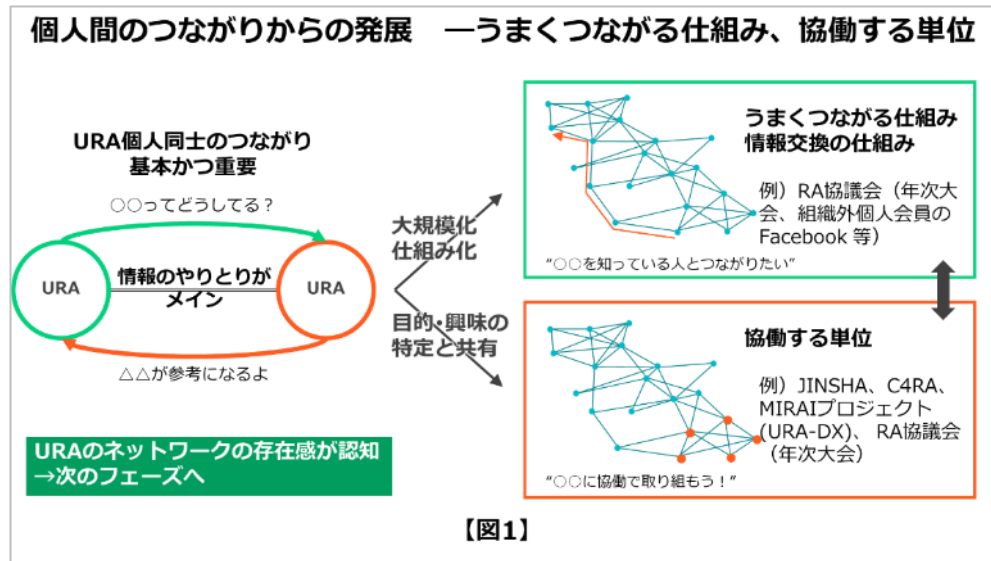 個人間のつながりからの発展 ―うまくつながる仕組み、協働する単位
URA個人同士のつながり
基本かつ重要
○○ってどうしてる？
URA
情報のやりとりが
メイン
URA
△△が参考になるよ
URAのネットワークの存在感が認知
→次のフェーズへ
大規模化
仕組み化
目的・興味の
特定と共有
うまくつながる仕組み
情報交換の仕組み
例）RA協議会（年次大
会、組織外個人会員の
Facebook 等）
“○○を知っている人とつながりたい”
協働する単位
例）JINSHA、C4RA、
MIRAIプロジェクト
(URA-DX)、RA協議会
（年次大会）
“○○に協働で取り組もう！”
【図1】